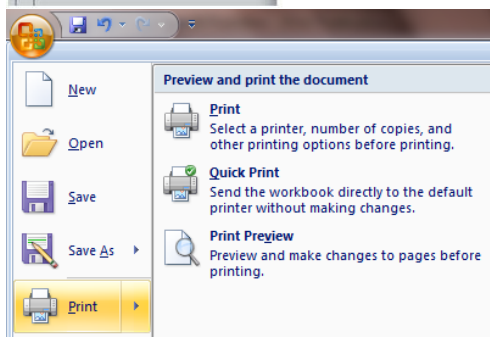 New
Open
Save
Save As
Print
Preview and print the document
Print
Select a printer, number of copies, and
other printing options before printing.
Quick Print
Send the workbook directly to the default
printer without making changes.
Print Preview
Preview and make changes to pages before
printing.